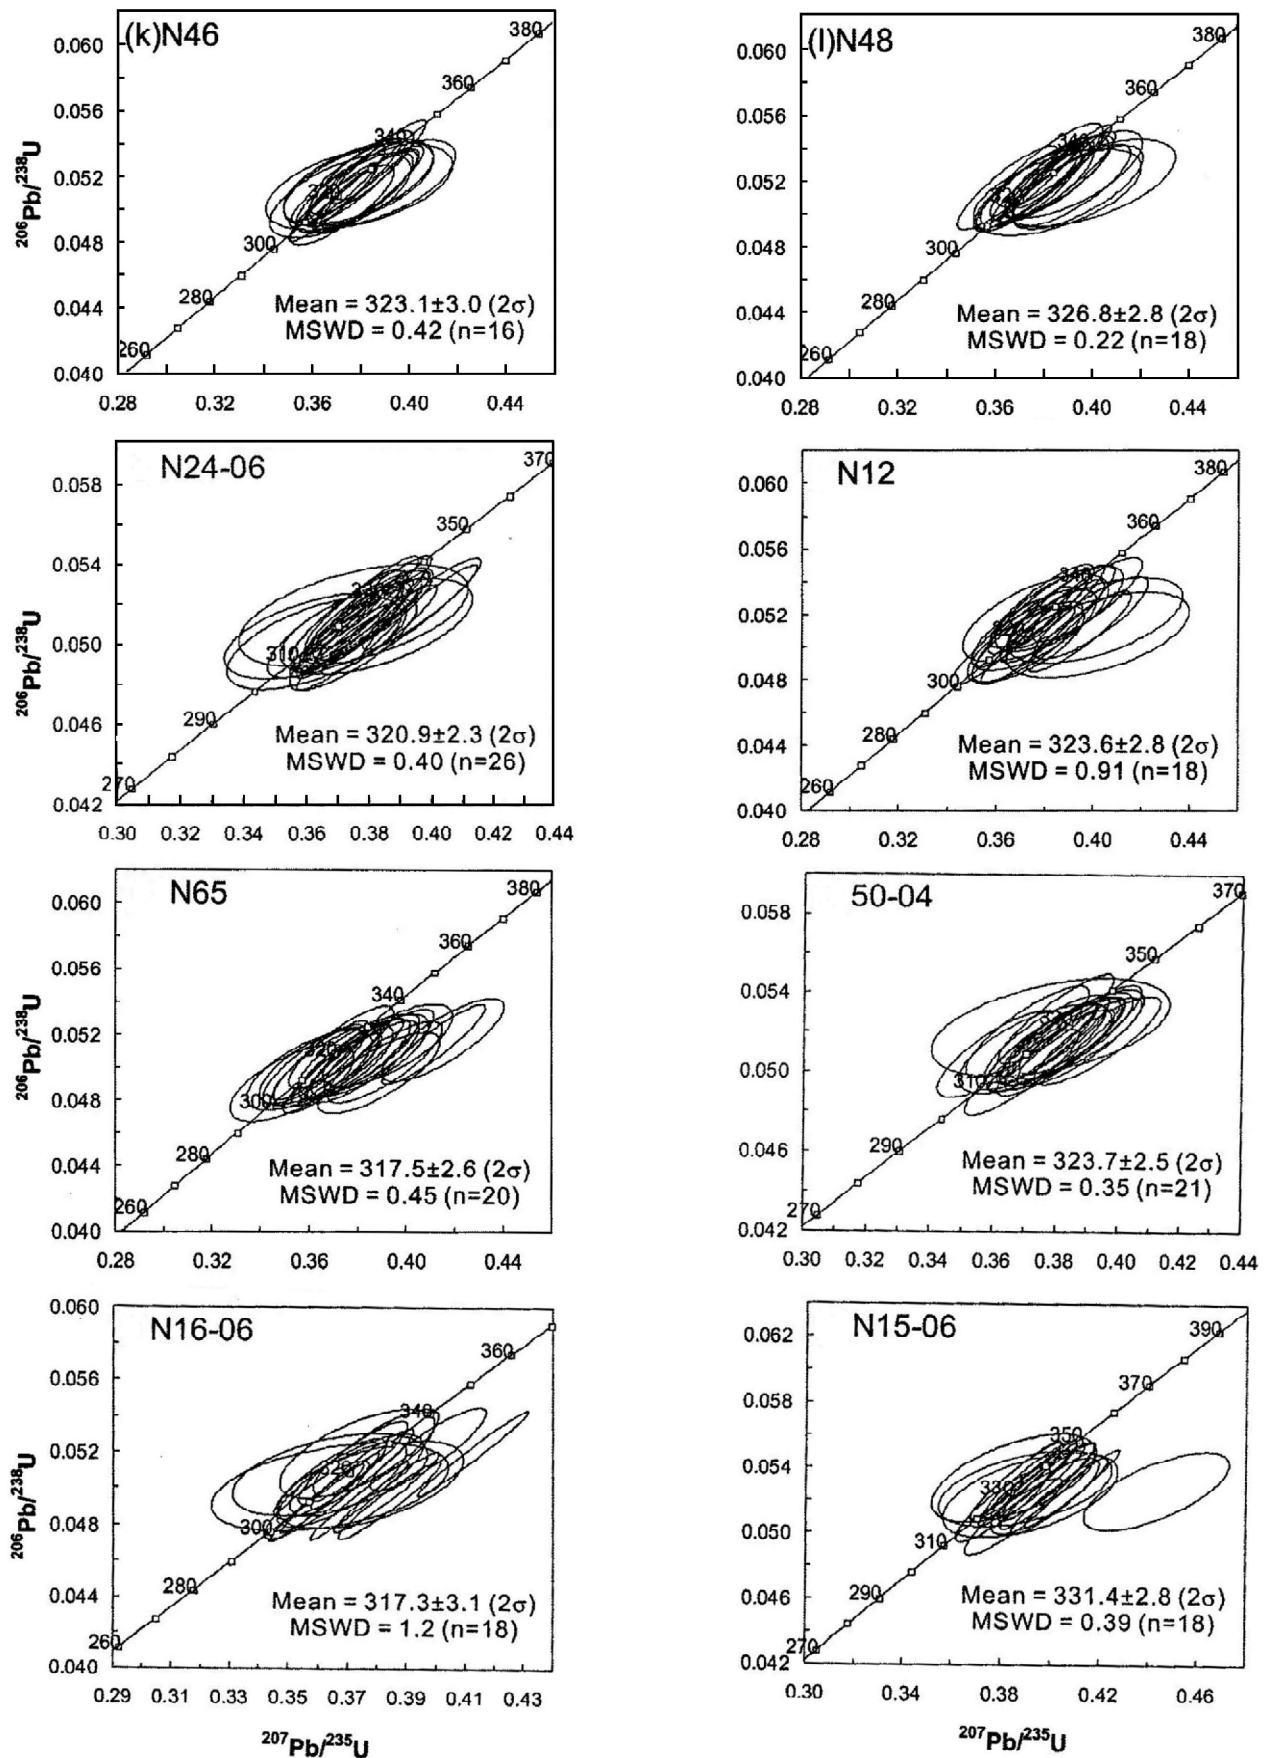 (k)N46
0.060
0.056
0.052
0.048
0.044
0.040
²⁰⁶Pb/²³⁸U
380
360
340
320
300
280
260
Mean = 323.1±3.0 (2σ)
MSWD = 0.42 (n=16)
0.28 0.32 0.36 0.40 0.44
(l)N48
0.060
0.056
0.052
0.048
0.044
0.040
380
360
340
300
280
260
Mean = 326.8±2.8 (2σ)
MSWD = 0.22 (n=18)
0.28 0.32 0.36 0.40 0.44
N24-06
0.058
0.054
0.050
0.046
0.042
²⁰⁶Pb/²³⁸U
370
350
310
290
270
Mean = 320.9±2.3 (2σ)
MSWD = 0.40 (n=26)
0.30 0.32 0.34 0.36 0.38 0.40 0.42 0.44
N12
0.060
0.056
0.052
0.048
0.044
0.040
380
360
340
300
280
260
Mean = 323.6±2.8 (2σ)
MSWD = 0.91 (n=18)
0.28 0.32 0.36 0.40 0.44
N65
0.060
0.056
0.052
0.048
0.044
0.040
²⁰⁶Pb/²³⁸U
380
360
340
320
300
280
260
Mean = 317.5±2.6 (2σ)
MSWD = 0.45 (n=20)
0.28 0.32 0.36 0.40 0.44
50-04
0.058
0.054
0.050
0.046
0.042
370
350
330
310
290
270
Mean = 323.7±2.5 (2σ)
MSWD = 0.35 (n=21)
0.30 0.32 0.34 0.36 0.38 0.40 0.42 0.44
N16-06
0.060
0.056
0.052
0.048
0.044
0.040
²⁰⁶Pb/²³⁸U
360
340
320
300
280
260
Mean = 317.3±3.1 (2σ)
MSWD = 1.2 (n=18)
0.29 0.31 0.33 0.35 0.37 0.39 0.41 0.43
²⁰⁷Pb/²³⁵U
N15-06
0.062
0.058
0.054
0.050
0.046
0.042
390
370
350
330
310
290
270
Mean = 331.4±2.8 (2σ)
MSWD = 0.39 (n=18)
0.30 0.34 0.38 0.42 0.46
²⁰⁷Pb/²³⁵U